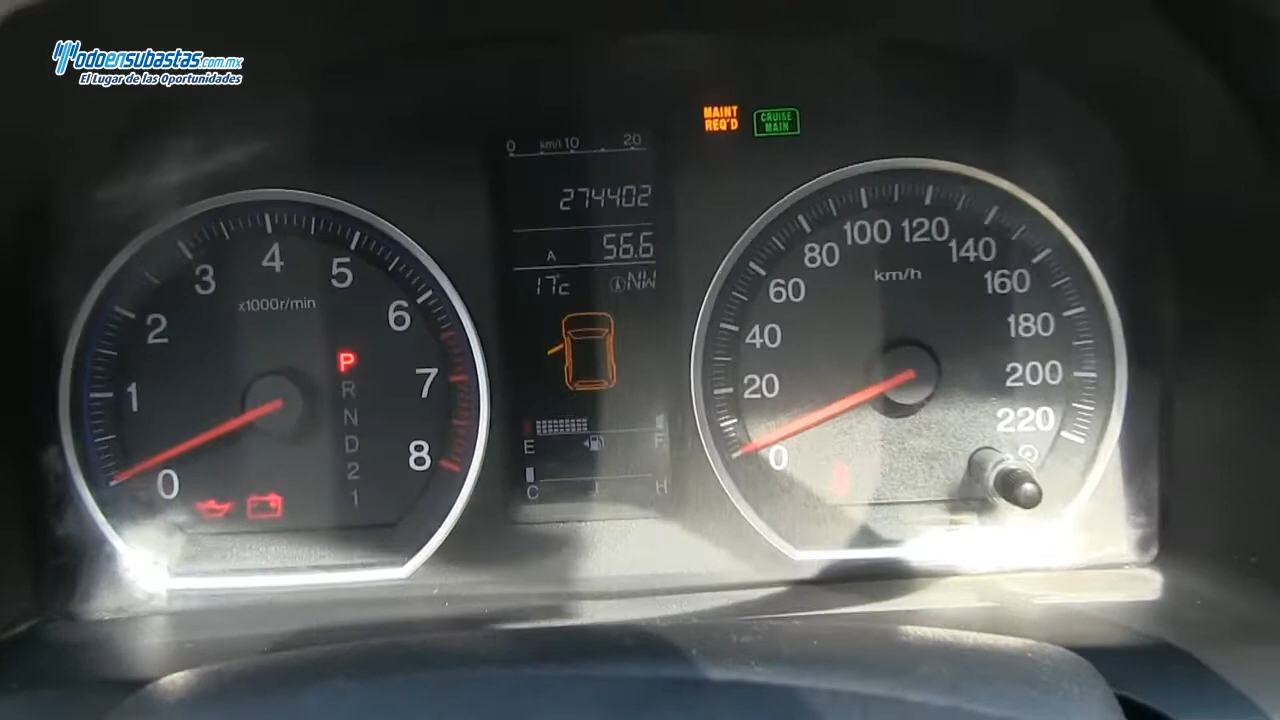 Todoensubastas.com.mx
El Lugar de las Oportunidades
MAINT
REQ'D
CRUISE
MAIN
0 km/l 10 20
274402
A 56.6
17°c NW
E F
C H
0
1
2
3
4
5
6
7
8
x1000r/min
P
R
N
D
2
1
0
20
40
60
80
100
120
140
160
180
200
220
km/h